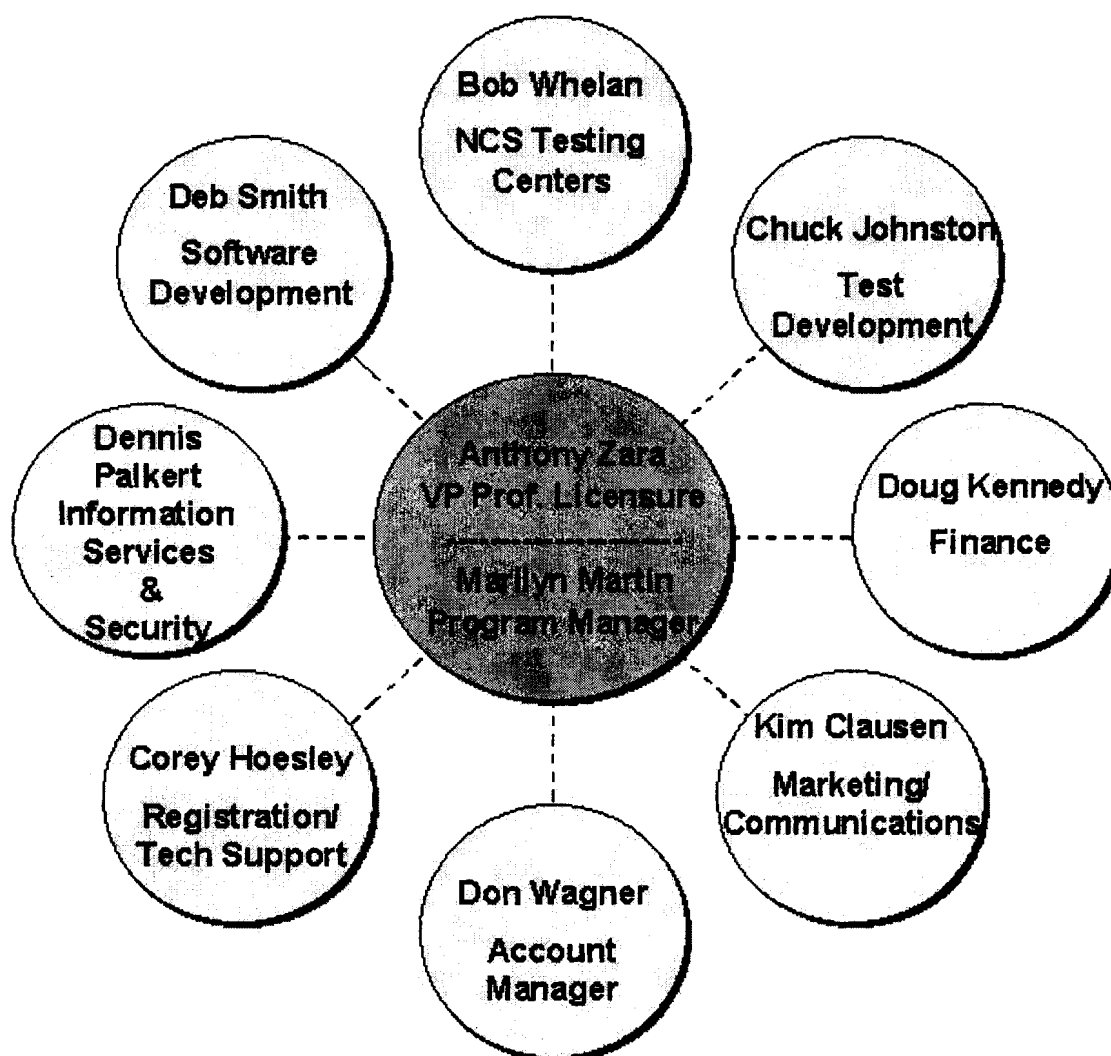 Bob Whelan
NCS Testing
Centers
Deb Smith
Software
Development
Chuck Johnston
Test
Development
Dennis
Palkert
Information
Services
&
Security
Anthony Zara
VP Prof. Licensure
Marilyn Martin
Program Manager
Doug Kennedy
Finance
Corey Hoesley
Registration/
Tech Support
Kim Clausen
Marketing/
Communications
Don Wagner
Account
Manager